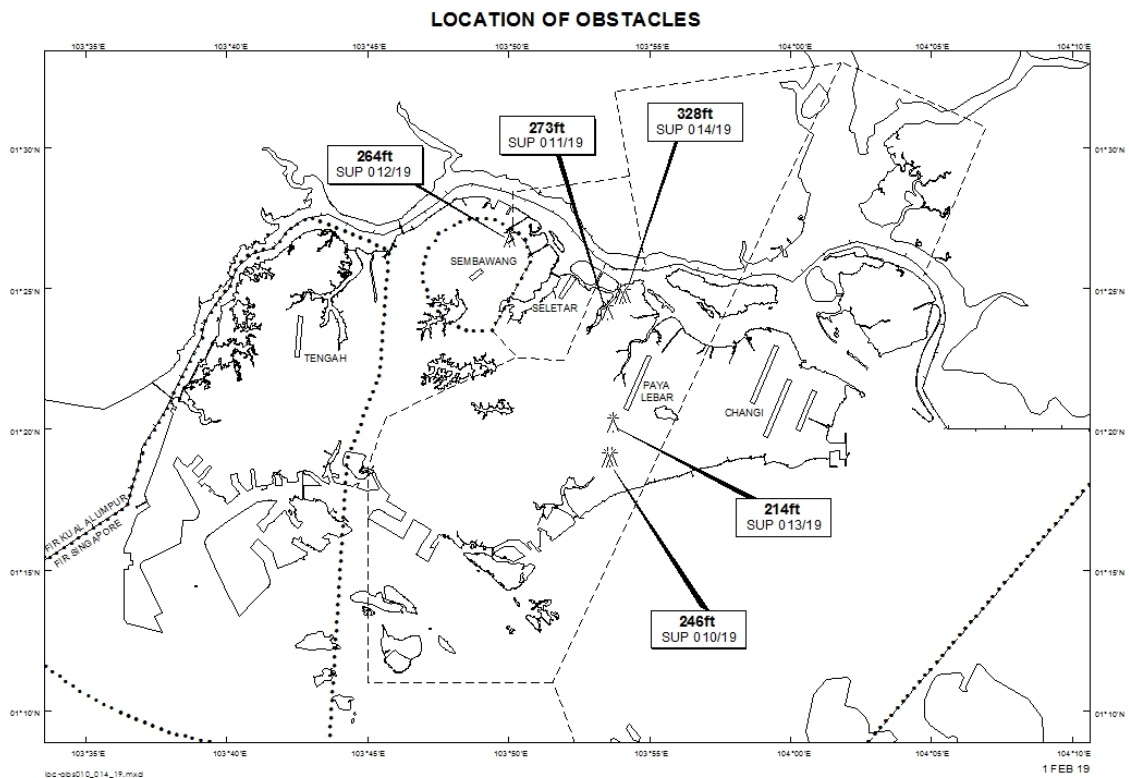 LOCATION OF OBSTACLES
103°35'E
103°40'E
103°45'E
103°50'E
103°55'E
104°00'E
104°05'E
104°10'E
328ft
SUP 014/19
273ft
SUP 011/19
264ft
SUP 012/19
01°30'N
01°30'N
SEMBAWANG
01°25'N
01°25'N
SELETAR
TENGAH
PAYA
LEBAR
CHANGI
01°20'N
01°20'N
214ft
SUP 013/19
FIR KUALALUMPUR
FIR SINGAPORE
01°15'N
01°15'N
246ft
SUP 010/19
01°10'N
01°10'N
103°35'E
103°40'E
103°45'E
103°50'E
103°55'E
104°00'E
104°05'E
104°10'E
loc-obs010_014_19.mxd
1 FEB 19